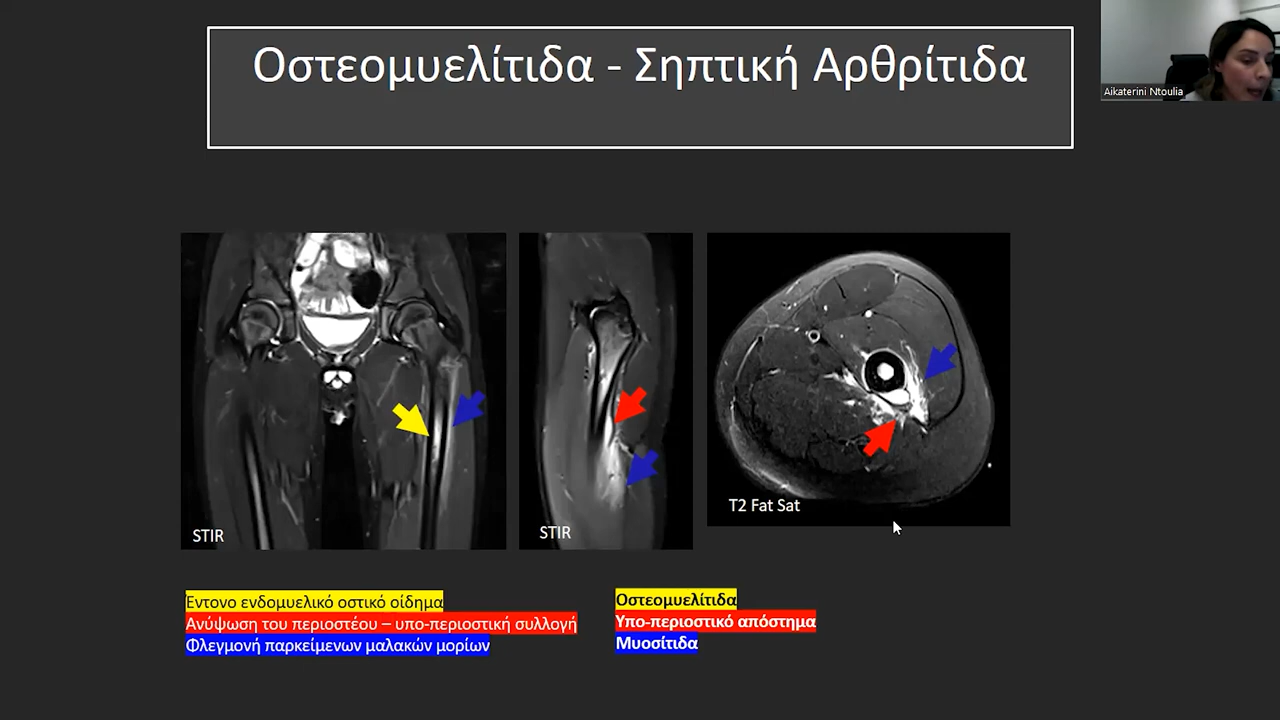 Οστεομυελίτιδα - Σηπτική Αρθρίτιδα
Aikaterini Ntoulia
STIR
STIR
T2 Fat Sat
Έντονο ενδομυελικό οστικό οίδημα
Ανύψωση του περιοστέου – υπο-περιοστική συλλογή
Φλεγμονή παρκείμενων μαλακών μορίων
Οστεομυελίτιδα
Υπο-περιοστικό απόστημα
Μυοσίτιδα